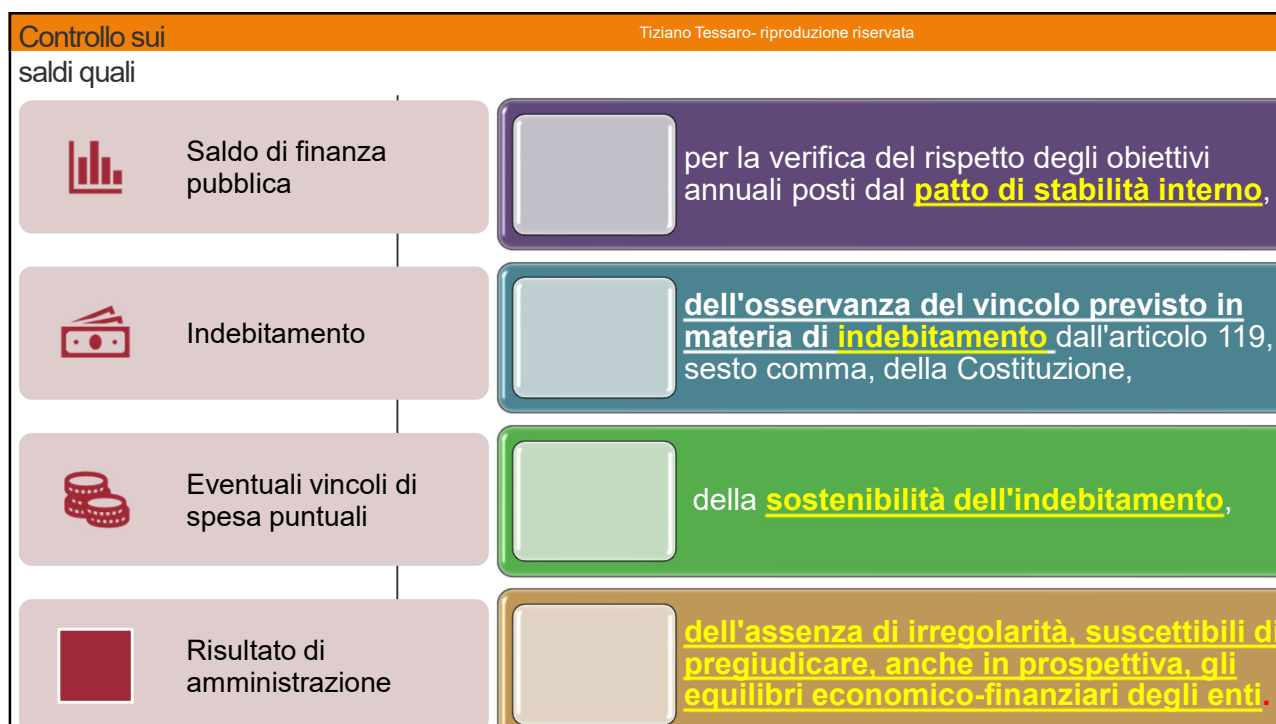 Controllo sui
saldi quali
Tiziano Tessaro- riproduzione riservata
Saldo di finanza
pubblica
per la verifica del rispetto degli obiettivi
annuali posti dal patto di stabilità interno,
Indebitamento
dell'osservanza del vincolo previsto in
materia di indebitamento dall'articolo 119,
sesto comma, della Costituzione,
Eventuali vincoli di
spesa puntuali
della sostenibilità dell'indebitamento,
Risultato di
amministrazione
dell'assenza di irregolarità, suscettibili di
pregiudicare, anche in prospettiva, gli
equilibri economico-finanziari degli enti.